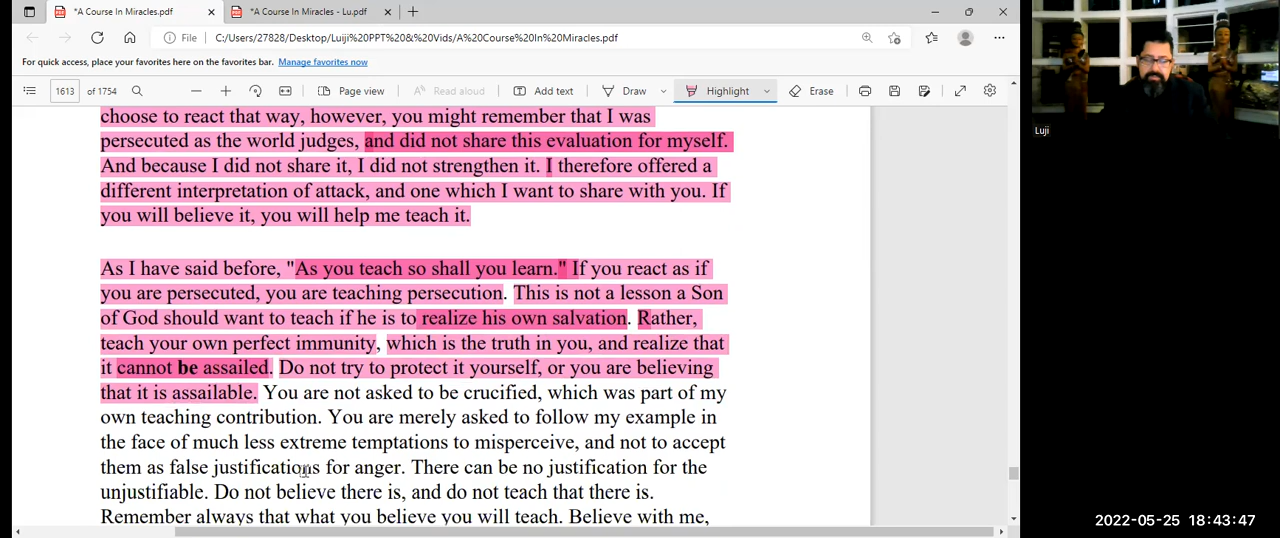 *A Course In Miracles.pdf
*A Course In Miracles - Lu.pdf
File
C:/Users/27828/Desktop/Luiji%20PPT%20&%20Vids/A%20Course%20In%20Miracles.pdf
For quick access, place your favorites here on the favorites bar. Manage favorites now
1613 of 1754
Page view
Read aloud
Add text
Draw
Highlight
Erase
choose to react that way, however, you might remember that I was
persecuted as the world judges, and did not share this evaluation for myself.
And because I did not share it, I did not strengthen it. I therefore offered a
different interpretation of attack, and one which I want to share with you. If
you will believe it, you will help me teach it.
As I have said before, "As you teach so shall you learn." If you react as if
you are persecuted, you are teaching persecution. This is not a lesson a Son
of God should want to teach if he is to realize his own salvation. Rather,
teach your own perfect immunity, which is the truth in you, and realize that
it cannot be assailed. Do not try to protect it yourself, or you are believing
that it is assailable. You are not asked to be crucified, which was part of my
own teaching contribution. You are merely asked to follow my example in
the face of much less extreme temptations to misperceive, and not to accept
them as false justifications for anger. There can be no justification for the
unjustifiable. Do not believe there is, and do not teach that there is.
Remember always that what you believe you will teach. Believe with me,
Luji
2022-05-25 18:43:47